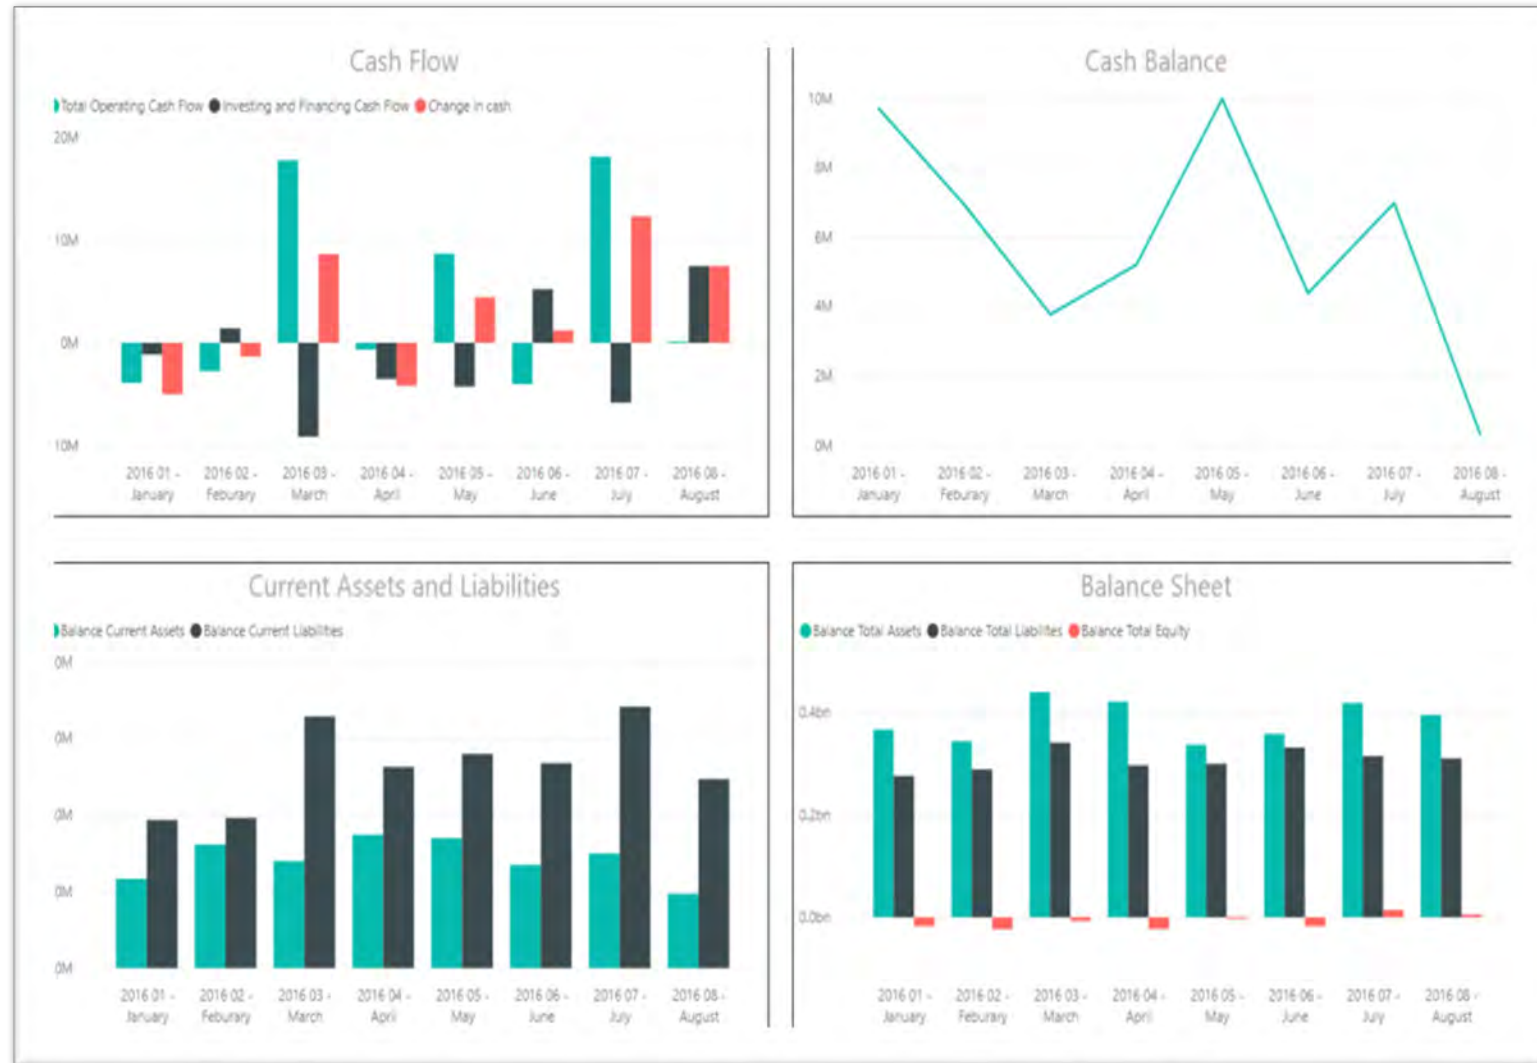 Cash Flow
Total Operating Cash Flow Investing and Financing Cash Flow Change in cash
20M
10M
0M
10M
2016 01 - 2016 02 - 2016 03 - 2016 04 - 2016 05 - 2016 06 - 2016 07 - 2016 08 -
January Feburary March April May June July August
Cash Balance
10M
8M
6M
4M
2M
0M
2016 01 - 2016 02 - 2016 03 - 2016 04 - 2016 05 - 2016 06 - 2016 07 - 2016 08 -
January Feburary March April May June July August
Current Assets and Liabilities
Balance Current Assets Balance Current Liabilities
0M
0M
0M
0M
0M
2016 01 - 2016 02 - 2016 03 - 2016 04 - 2016 05 - 2016 06 - 2016 07 - 2016 08 -
January Feburary March April May June July August
Balance Sheet
Balance Total Assets Balance Total Liabilites Balance Total Equity
0.4bn
0.2bn
0.0bn
2016 01 - 2016 02 - 2016 03 - 2016 04 - 2016 05 - 2016 06 - 2016 07 - 2016 08 -
January Feburary March April May June July August